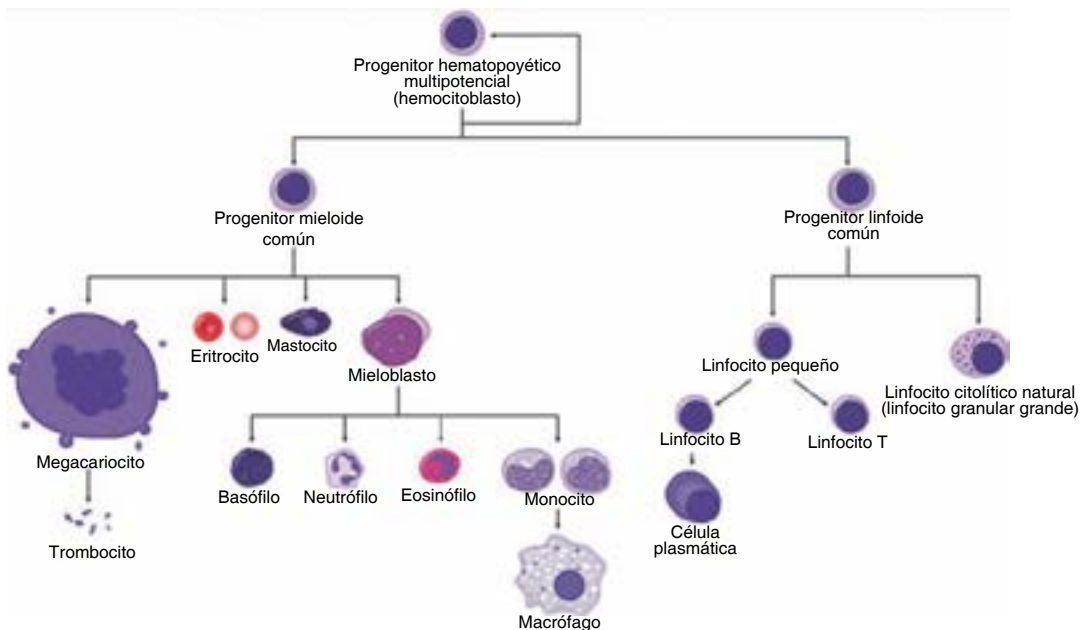 Progenitor hematopoyético
multipotencial
(hemocitoblasto)
Progenitor mieloide
común
Progenitor linfoide
común
Eritrocito
Mastocito
Mieloblasto
Linfocito pequeño
Linfocito citolítico natural
(linfocito granular grande)
Megacariocito
Linfocito B
Linfocito T
Basófilo
Neutrófilo
Eosinófilo
Monocito
Trombocito
Célula
plasmática
Macrófago